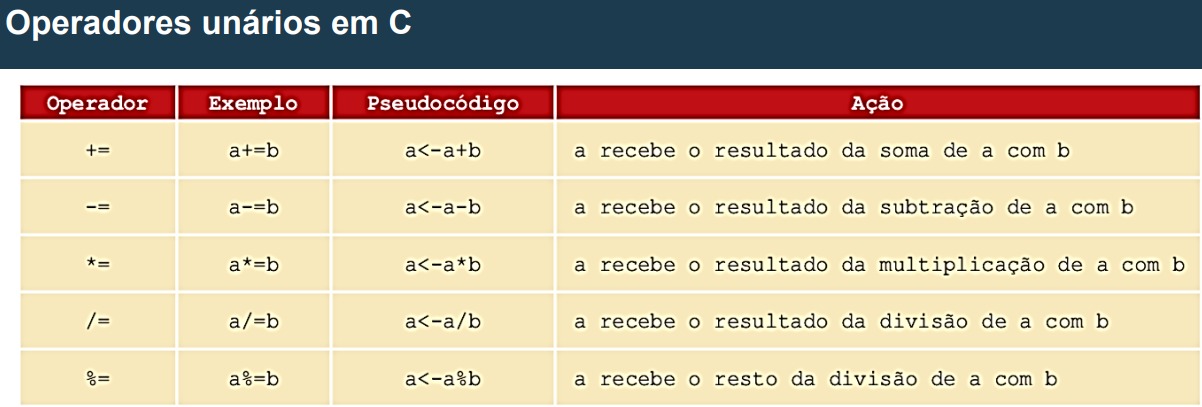 Operadores unários em C
Operador Exemplo Pseudocódigo Ação
+= a+=b a<-a+b a recebe o resultado da soma de a com b
-= a-=b a<-a-b a recebe o resultado da subtração de a com b
*= a*=b a<-a*b a recebe o resultado da multiplicação de a com b
/= a/=b a<-a/b a recebe o resultado da divisão de a com b
%= a%=b a<-a%b a recebe o resto da divisão de a com b